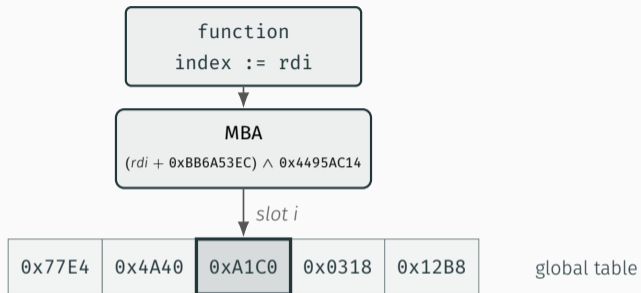 function
index := rdi
MBA
(rdi + 0xBB6A53EC) ∧ 0x4495AC14
slot i
0x77E4 0x4A40 0xA1C0 0x0318 0x12B8 global table